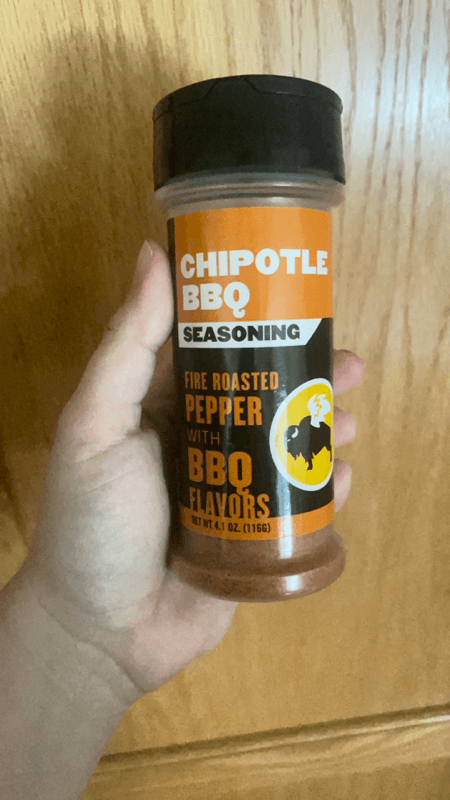 CHIPOTLE
BBQ
SEASONING
FIRE ROASTED
PEPPER
WITH
BBQ
FLAVORS
NET WT 4.1 OZ. (116G)